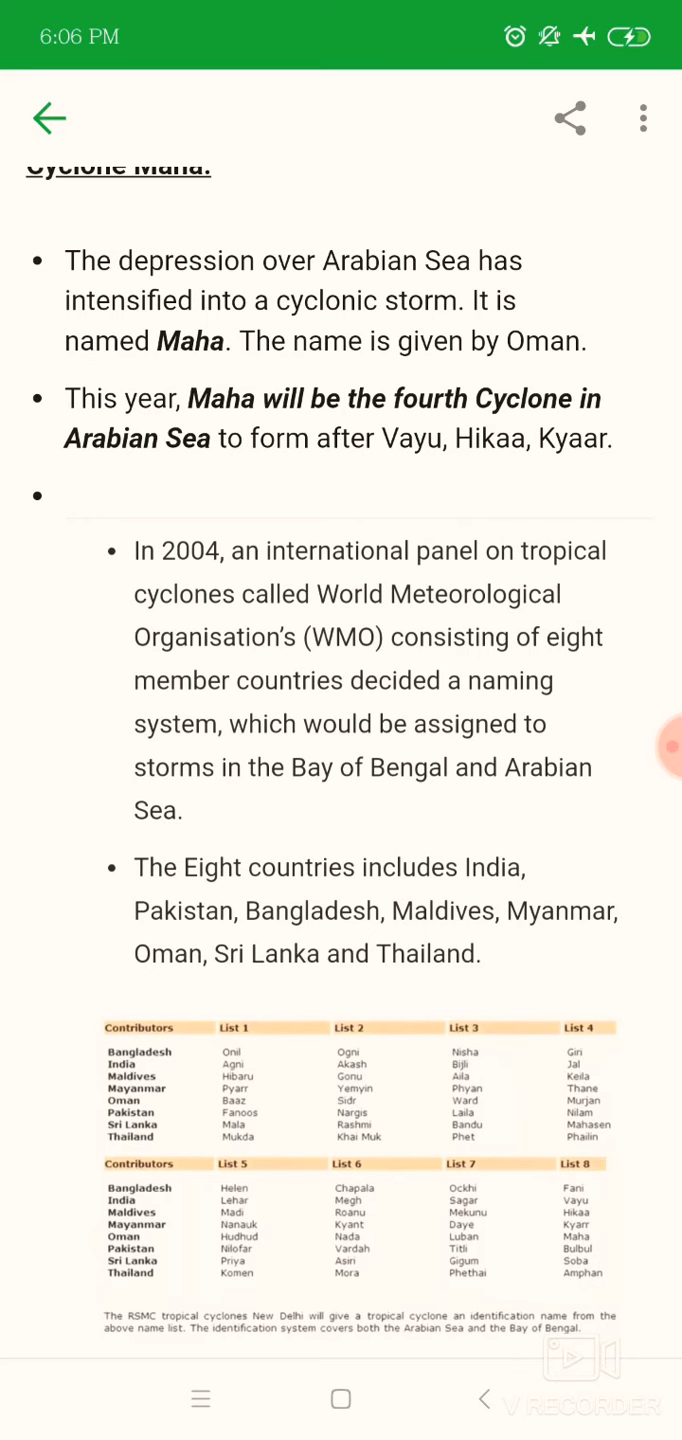 6:06 PM
Cyclone Maha:
• The depression over Arabian Sea has
intensified into a cyclonic storm. It is
named Maha. The name is given by Oman.
• This year, Maha will be the fourth Cyclone in
Arabian Sea to form after Vayu, Hikaa, Kyaar.
•
• In 2004, an international panel on tropical
cyclones called World Meteorological
Organisation's (WMO) consisting of eight
member countries decided a naming
system, which would be assigned to
storms in the Bay of Bengal and Arabian
Sea.
• The Eight countries includes India,
Pakistan, Bangladesh, Maldives, Myanmar,
Oman, Sri Lanka and Thailand.
Contributors List 1 List 2 List 3 List 4
Bangladesh Onil Ogni Nisha Giri
India Agni Akash Bijli Jal
Maldives Hibaru Gonu Aila Keila
Mayanmar Pyarr Yemyin Phyan Thane
Oman Baaz Sidr Ward Murjan
Pakistan Fanoos Nargis Laila Nilam
Sri Lanka Mala Rashmi Bandu Mahasen
Thailand Mukda Khai Muk Phet Phailin
Contributors List 5 List 6 List 7 List 8
Bangladesh Helen Chapala Ockhi Fani
India Lehar Megh Sagar Vayu
Maldives Madi Roanu Mekunu Hikaa
Mayanmar Nanauk Kyant Daye Kyarr
Oman Hudhud Nada Luban Maha
Pakistan Nilofar Vardah Titli Bulbul
Sri Lanka Priya Asiri Gigum Soba
Thailand Komen Mora Phethai Amphan
The RSMC tropical cyclones New Delhi will give a tropical cyclone an identification name from the
above name list. The identification system covers both the Arabian Sea and the Bay of Bengal.
V RECORDER